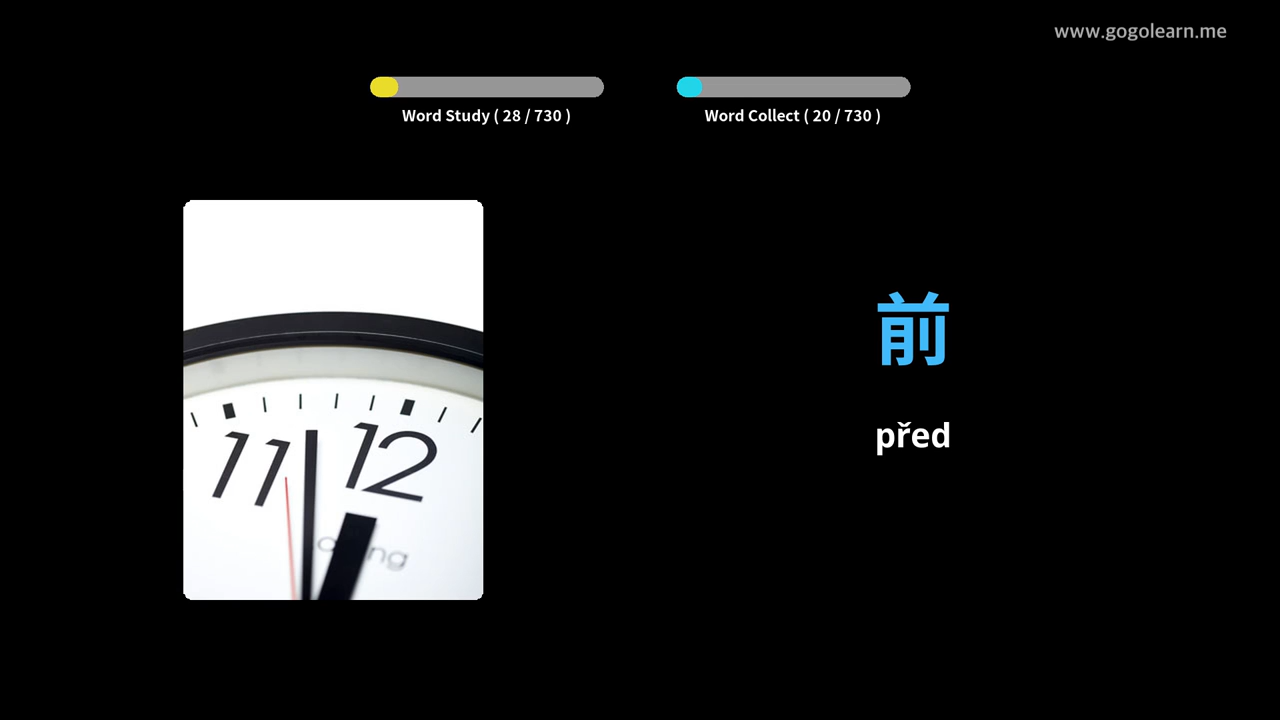 www.gogolearn.me
Word Study ( 28 / 730 )
Word Collect ( 20 / 730 )
11
12
前
před